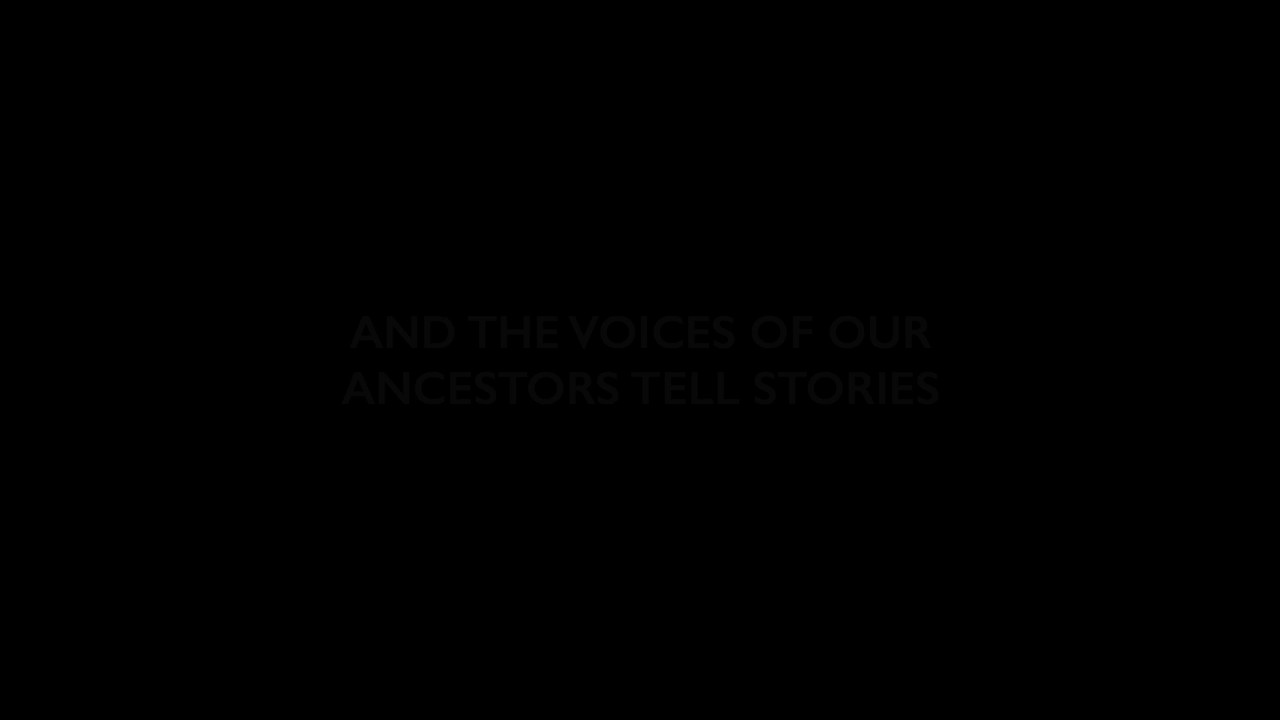 AND THE VOICES OF OUR
ANCESTORS TELL STORIES